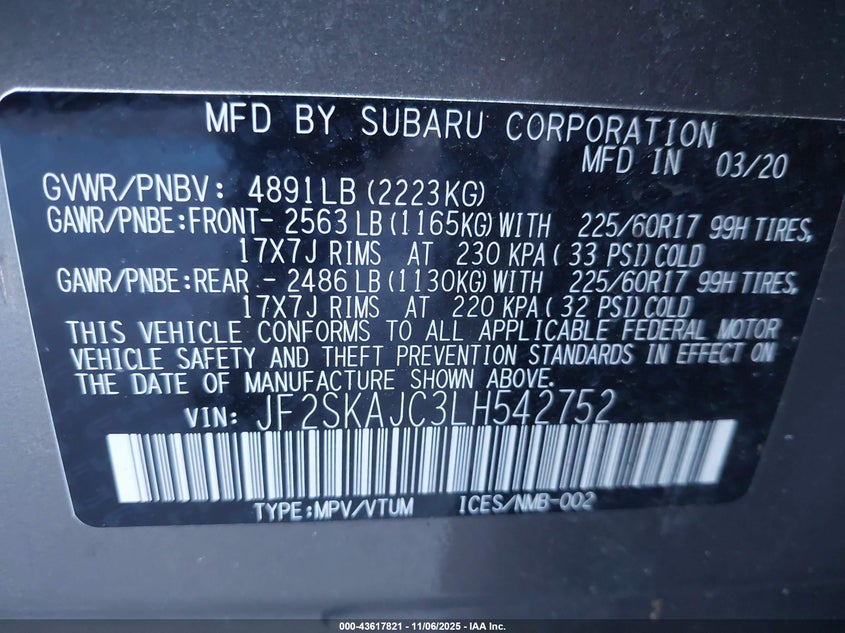 MFD BY SUBARU CORPORATION
MFD IN 03/20
GVWR/PNBV: 4891LB (2223KG)
GAWR/PNBE:FRONT- 2563 LB (1165KG) WITH 225/60R17 99H TIRES,
17X7J RIMS AT 230 KPA ( 33 PSI) COLD
GAWR/PNBE:REAR - 2486 LB (1130KG) WITH 225/60R17 99H TIRES,
17X7J RIMS AT 220 KPA ( 32 PSI) COLD
THIS VEHICLE CONFORMS TO ALL APPLICABLE FEDERAL MOTOR
VEHICLE SAFETY AND THEFT PREVENTION STANDARDS IN EFFECT ON
THE DATE OF MANUFACTURE SHOWN ABOVE.
VIN: JF2SKAJC3LH542752
TYPE:MPV/VTUM ICES/NMB-002
000-43617821 - 11/06/2025 - IAA Inc.